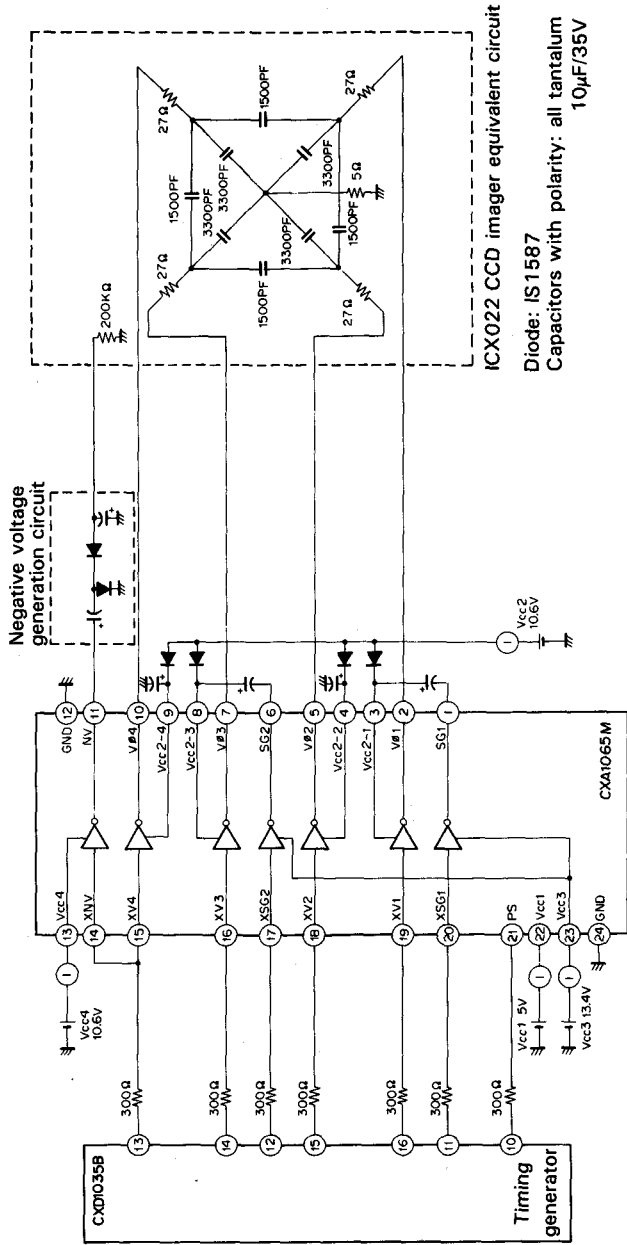 Negative voltage
generation circuit
200KΩ
27Ω
27Ω
1500PF
3300PF
3300PF
1500PF
1500PF
3300PF
3300PF
1500PF
5Ω
27Ω
27Ω
ICX022 CCD imager equivalent circuit
Diode: IS1587
Capacitors with polarity: all tantalum
10μF/35V
GND 12
NV 11
VØ4 10
Vcc2-4 9
Vcc2-3 8
VØ3 7
SG2 6
VØ2 5
Vcc2-2 4
Vcc2-1 3
VØ1 2
SG1 1
1
Vcc2
10.6V
CXA1065M
13 Vcc4
14 XNV
15 XV4
16 XV3
17 XSG2
18 XV2
19 XV1
20 XSG1
21 PS
22 Vcc1
23 Vcc3
24 GND
1
Vcc4
10.6V
1
Vcc1 5V
1
Vcc3 13.4V
300Ω
300Ω
300Ω
300Ω
300Ω
300Ω
300Ω
CXD1035B
13
14
12
15
16
11
10
Timing
generator